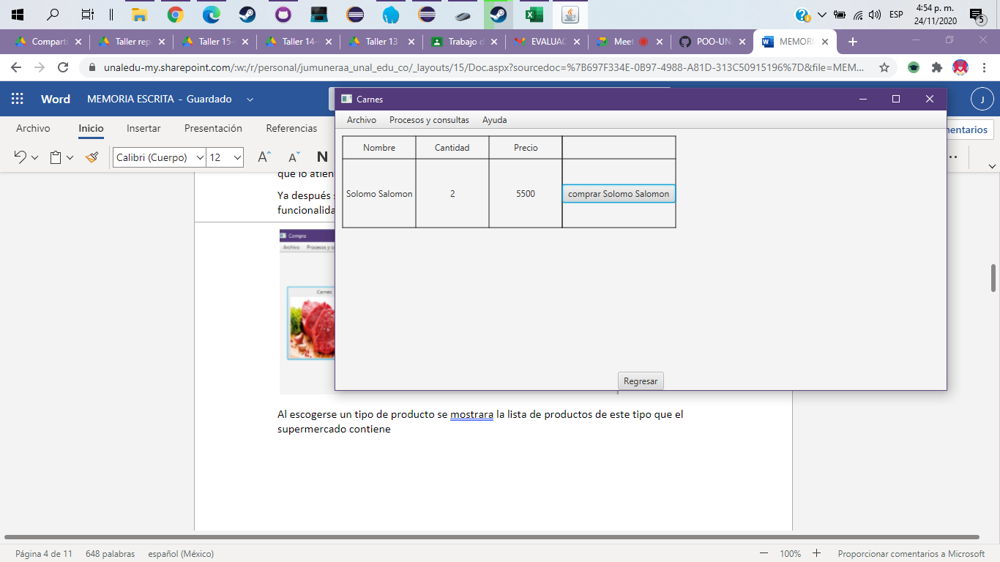 4:54 p. m.
ESP
24/11/2020
5
Comparti
Taller rep
Taller 15-
Taller 14-
Taller 13
Trabajo d
EVALUAC
Meet
POO-UN
MEMORI
unaledu-my.sharepoint.com/:w:/r/personal/jumuneraa_unal_edu_co/_layouts/15/Doc.aspx?sourcedoc=%7B697F334E-0B97-4988-A81D-313C50915196%7D&file=MEM...
Word MEMORIA ESCRITA - Guardado
J
Carnes
Archivo Procesos y consultas Ayuda
Archivo Inicio Insertar Presentación Referencias
mentarios
Calibri (Cuerpo) 12 A A N
Nombre Cantidad Precio
Solomo Salomon 2 5500 comprar Solomo Salomon
Regresar
que lo atien
Ya después s
funcionalida
Compra
Archivo Procesos y co
Carnes
Al escogerse un tipo de producto se mostrara la lista de productos de este tipo que el
supermercado contiene
Página 4 de 11 648 palabras español (México) 100% Proporcionar comentarios a Microsoft